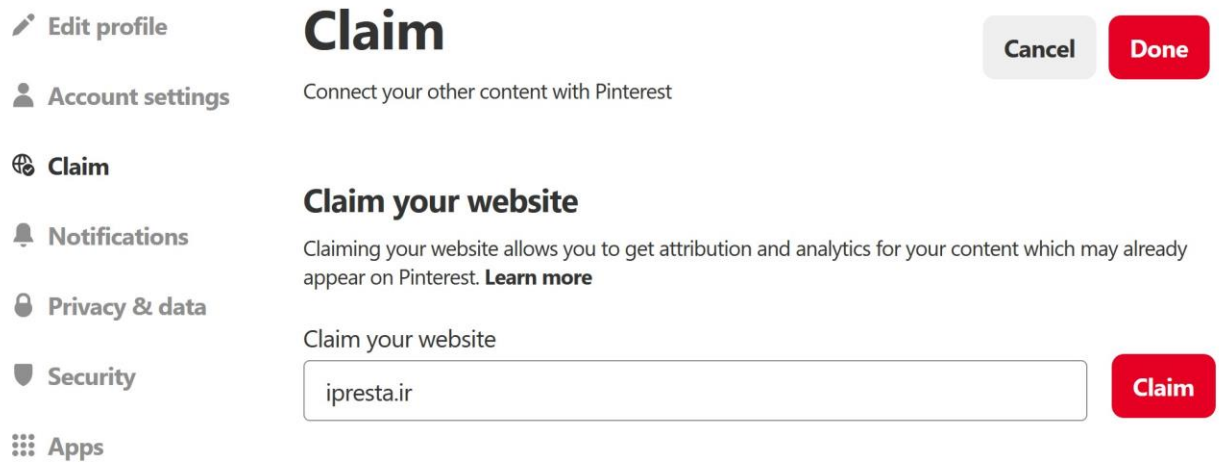 Edit profile
Account settings
Claim
Notifications
Privacy & data
Security
Apps
Claim
Cancel
Done
Connect your other content with Pinterest
Claim your website
Claiming your website allows you to get attribution and analytics for your content which may already
appear on Pinterest. Learn more
Claim your website
ipresta.ir
Claim